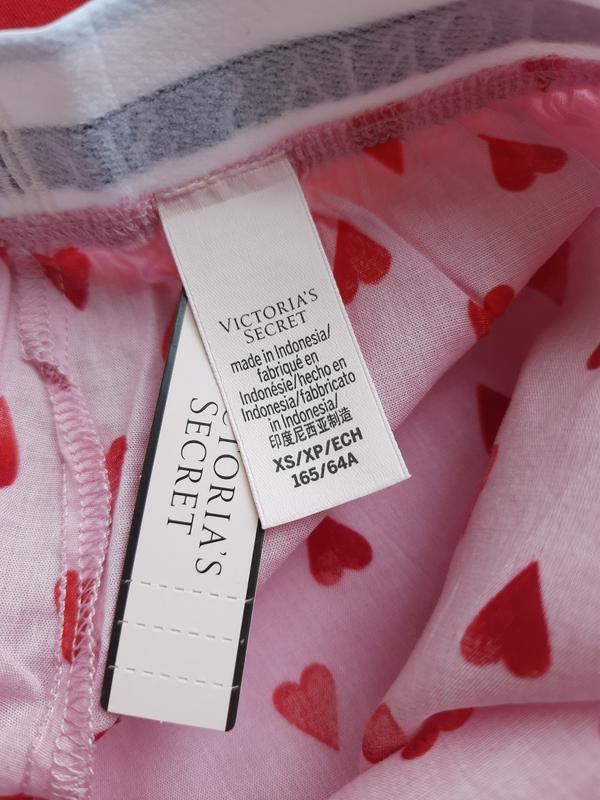 VICTORIA'S
SECRET
made in Indonesia/
fabriqué en
Indonésie/hecho en
Indonesia/fabbricato
in Indonesia/
印度尼西亚制造
XS/XP/ECH
165/64A
CTORIA'S
SECRET